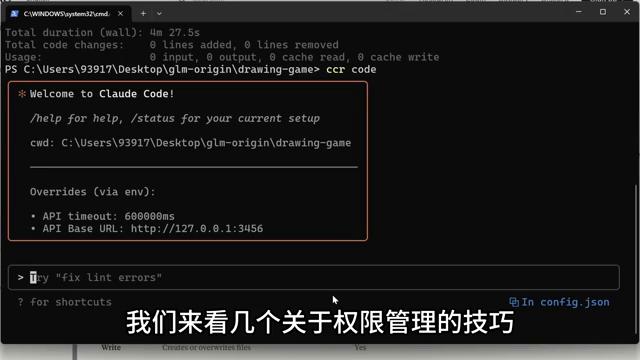 C:\WINDOWS\system32\cmd.
Total duration (wall): 4m 27.5s
Total code changes: 0 lines added, 0 lines removed
Usage: 0 input, 0 output, 0 cache read, 0 cache write
PS C:\Users\93917\Desktop\glm-origin\drawing-game> ccr code
✻ Welcome to Claude Code!
/help for help, /status for your current setup
cwd: C:\Users\93917\Desktop\glm-origin\drawing-game
Overrides (via env):
• API timeout: 600000ms
• API Base URL: http://127.0.0.1:3456
> Try "fix lint errors"
? for shortcuts
In config.json
我们来看几个关于权限管理的技巧
Write Creates or overwrites files Yes